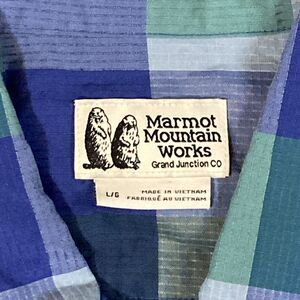 Marmot
Mountain
Works
Grand Junction CO
L/G
MADE IN VIETNAM
FABRIQUÉ AU VIETNAM